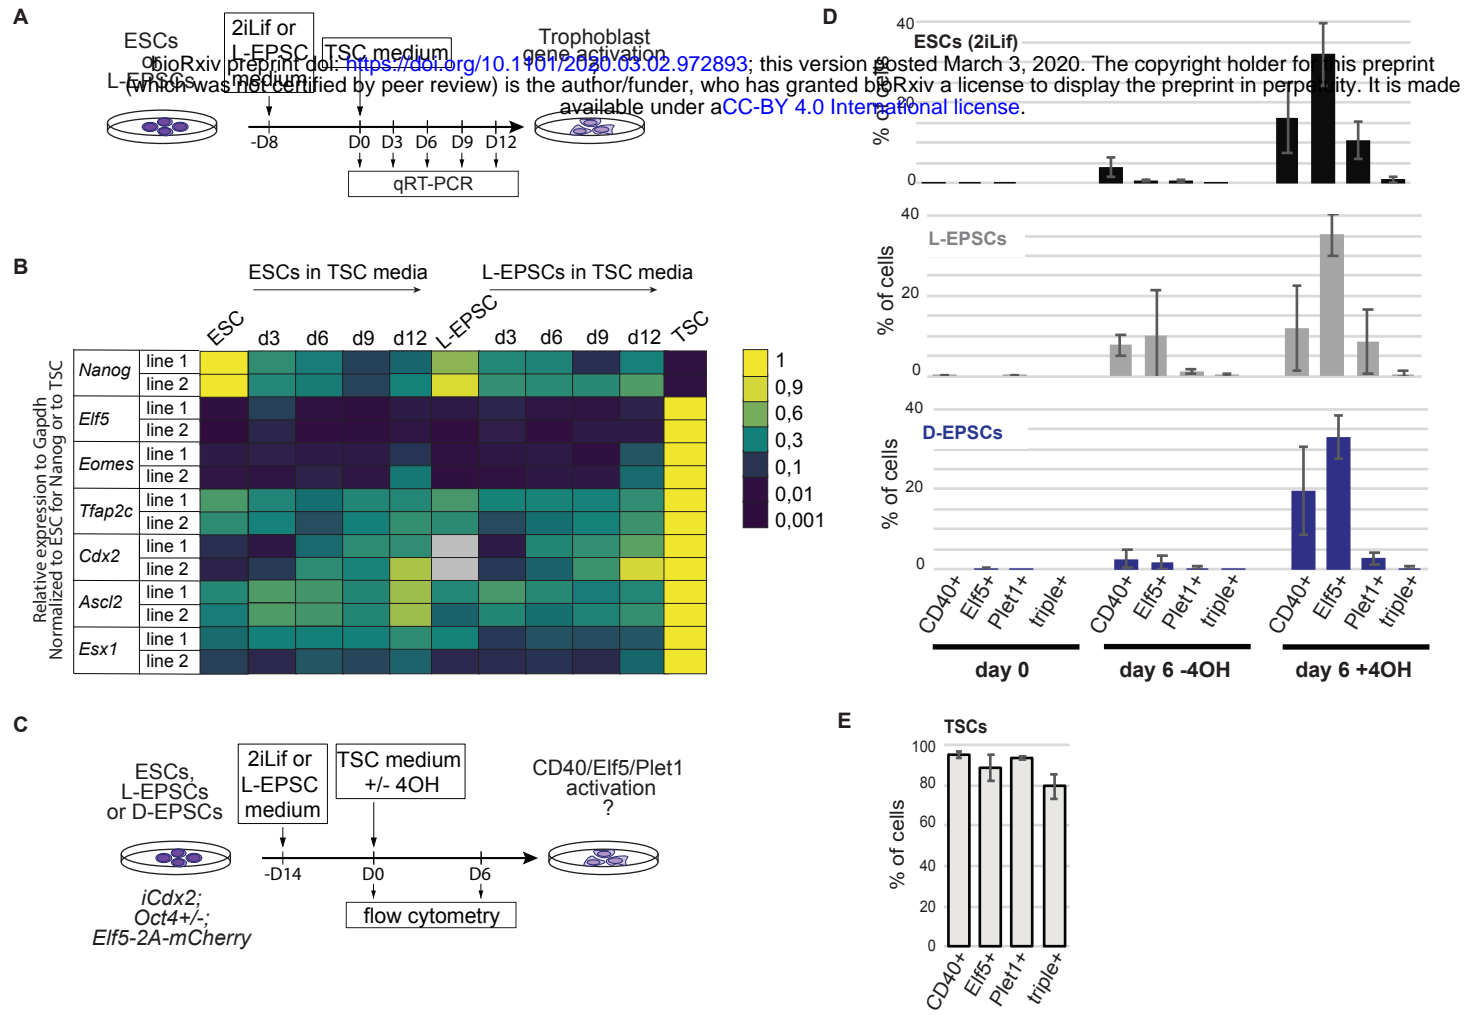 A
ESCs
or
L-EPSCs
2iLif or
L-EPSC
medium
TSC medium
Trophoblast
gene activation
-D8
D0
D3
D6
D9
D12
qRT-PCR
bioRxiv preprint doi: https://doi.org/10.1101/2020.03.02.972893; this version posted March 3, 2020. The copyright holder for this preprint
(which was not certified by peer review) is the author/funder, who has granted bioRxiv a license to display the preprint in perpetuity. It is made
available under aCC-BY 4.0 International license.
B
ESCs in TSC media
L-EPSCs in TSC media
ESC d3 d6 d9 d12 L-EPSC d3 d6 d9 d12 TSC
Relative expression to Gapdh
Normalized to ESC for Nanog or to TSC
Nanog line 1
line 2
Elf5 line 1
line 2
Eomes line 1
line 2
Tfap2c line 1
line 2
Cdx2 line 1
line 2
Ascl2 line 1
line 2
Esx1 line 1
line 2
1
0,9
0,6
0,3
0,1
0,01
0,001
C
ESCs,
L-EPSCs
or D-EPSCs
2iLif or
L-EPSC
medium
TSC medium
+/- 4OH
CD40/Elf5/Plet1
activation
?
-D14
D0
D6
flow cytometry
iCdx2;
Oct4+/-;
Elf5-2A-mCherry
D
ESCs (2iLif)
% of cells
40
20
0
L-EPSCs
% of cells
40
20
0
D-EPSCs
% of cells
40
20
0
CD40+ Elf5+ Plet1+ triple+ CD40+ Elf5+ Plet1+ triple+ CD40+ Elf5+ Plet1+ triple+
day 0 day 6 -4OH day 6 +4OH
E
TSCs
% of cells
100
80
60
40
20
0
CD40+ Elf5+ Plet1+ triple+